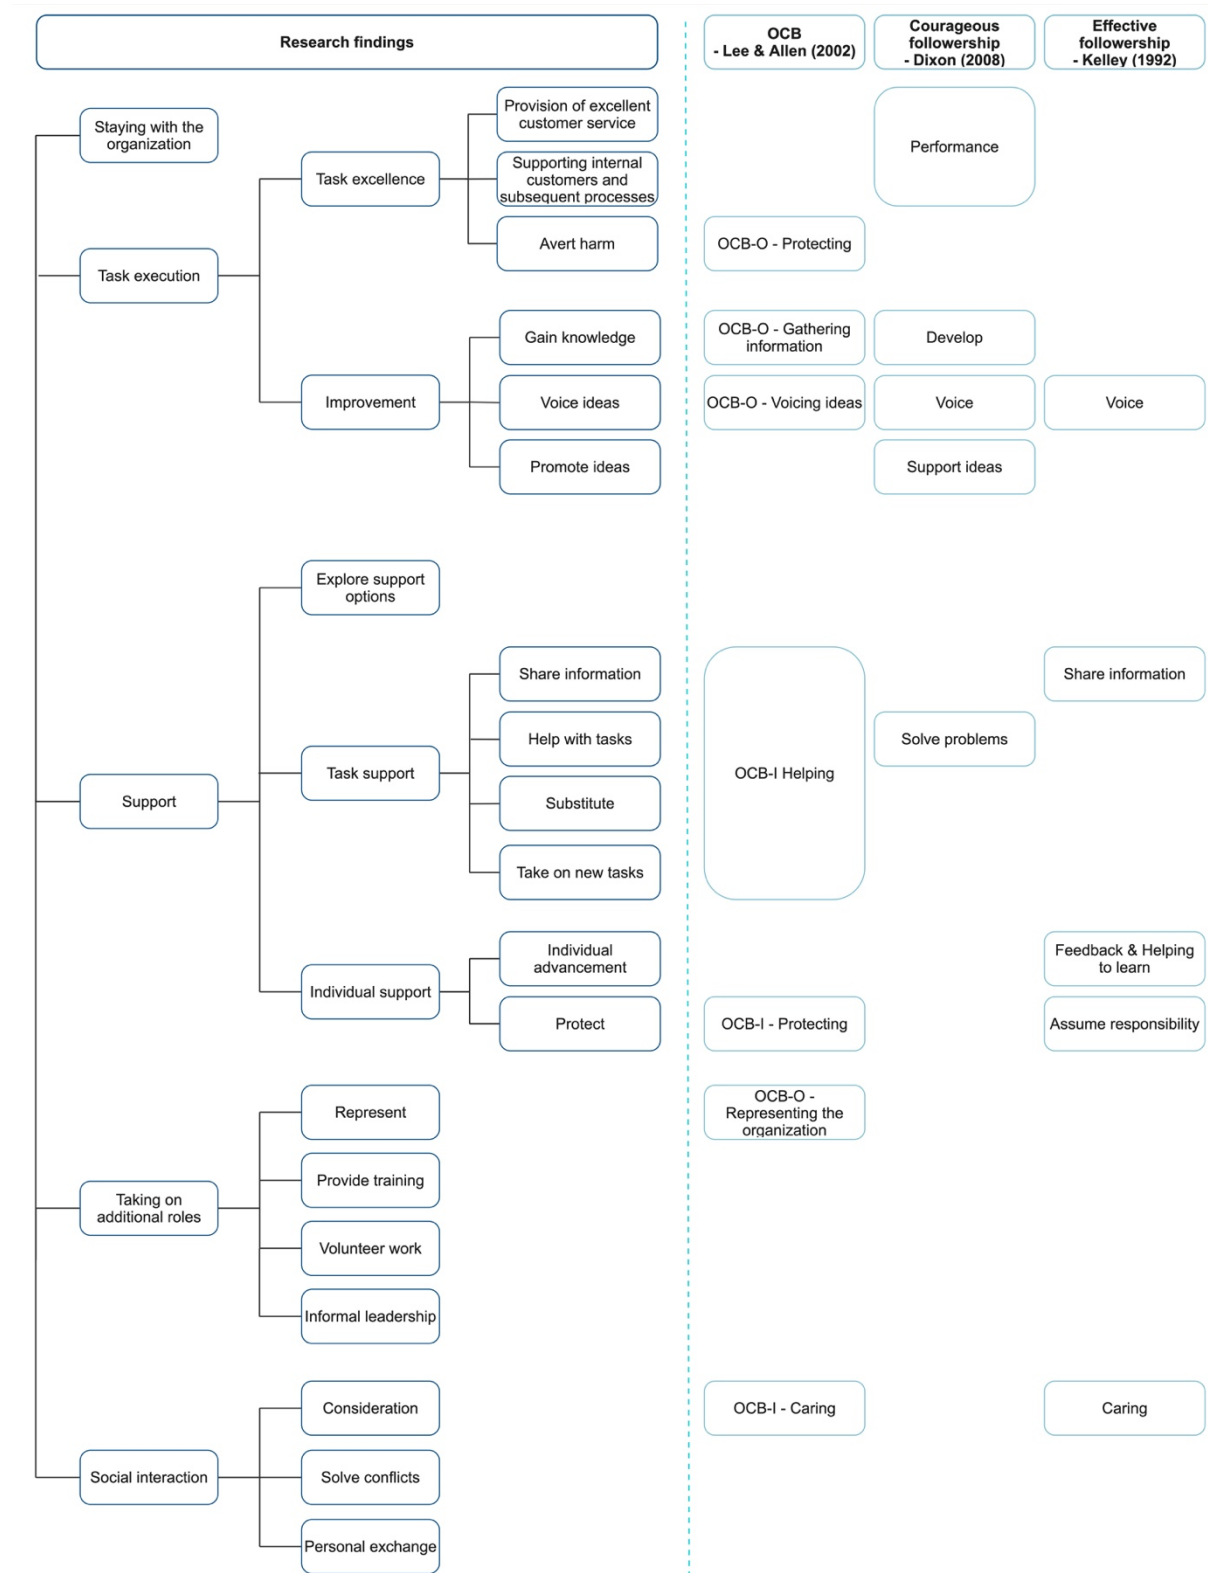 Research findings
OCB
- Lee & Allen (2002)
Courageous
followership
- Dixon (2008)
Effective
followership
- Kelley (1992)
Staying with the
organization
Task execution
Task excellence
Provision of excellent
customer service
Supporting internal
customers and
subsequent processes
Avert harm
Performance
OCB-O - Protecting
Improvement
Gain knowledge
OCB-O - Gathering
information
Develop
Voice ideas
OCB-O - Voicing ideas
Voice
Voice
Promote ideas
Support ideas
Support
Explore support
options
Task support
Share information
Help with tasks
Substitute
Take on new tasks
OCB-I Helping
Solve problems
Share information
Individual support
Individual
advancement
Feedback & Helping
to learn
Protect
OCB-I - Protecting
Assume responsibility
Taking on
additional roles
Represent
OCB-O -
Representing the
organization
Provide training
Volunteer work
Informal leadership
Social interaction
Consideration
OCB-I - Caring
Caring
Solve conflicts
Personal exchange